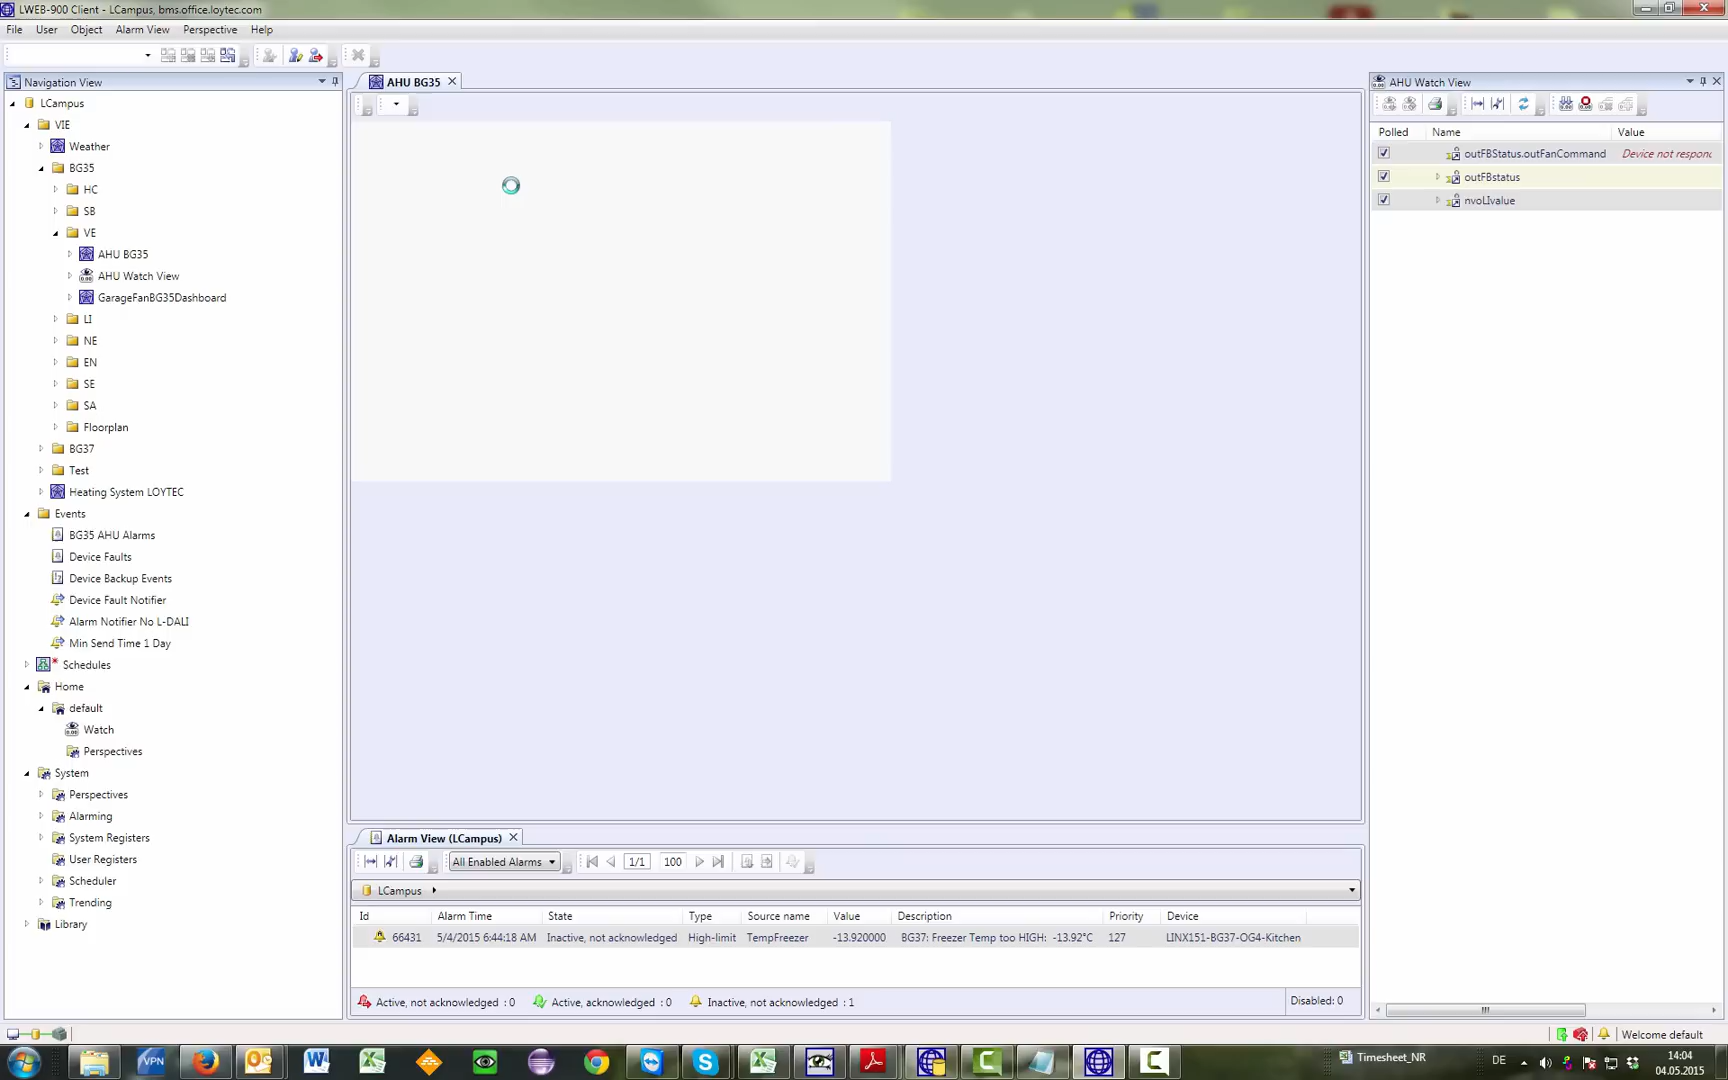 LWEB-900 Client - LCampus, bms.office.loytec.com
File User Object Alarm View Perspective Help
Navigation View
LCampus
VIE
Weather
BG35
HC
SB
VE
AHU BG35
AHU Watch View
GarageFanBG35Dashboard
LI
NE
EN
SE
SA
Floorplan
BG37
Test
Heating System LOYTEC
Events
BG35 AHU Alarms
Device Faults
Device Backup Events
Device Fault Notifier
Alarm Notifier No L-DALI
Min Send Time 1 Day
Schedules
Home
default
Watch
Perspectives
System
Perspectives
Alarming
System Registers
User Registers
Scheduler
Trending
Library
AHU BG35
AHU Watch View
Polled Name Value
outFBStatus.outFanCommand Device not respond
outFBstatus
nvoLIvalue
Alarm View (LCampus)
All Enabled Alarms 1/1 100
LCampus
Id Alarm Time State Type Source name Value Description Priority Device
66431 5/4/2015 6:44:18 AM Inactive, not acknowledged High-limit TempFreezer -13.920000 BG37: Freezer Temp too HIGH: -13.92°C 127 LINX151-BG37-OG4-Kitchen
Active, not acknowledged : 0 Active, acknowledged : 0 Inactive, not acknowledged : 1 Disabled: 0
Welcome default
VPN
Timesheet_NR
DE
14:04
04.05.2015